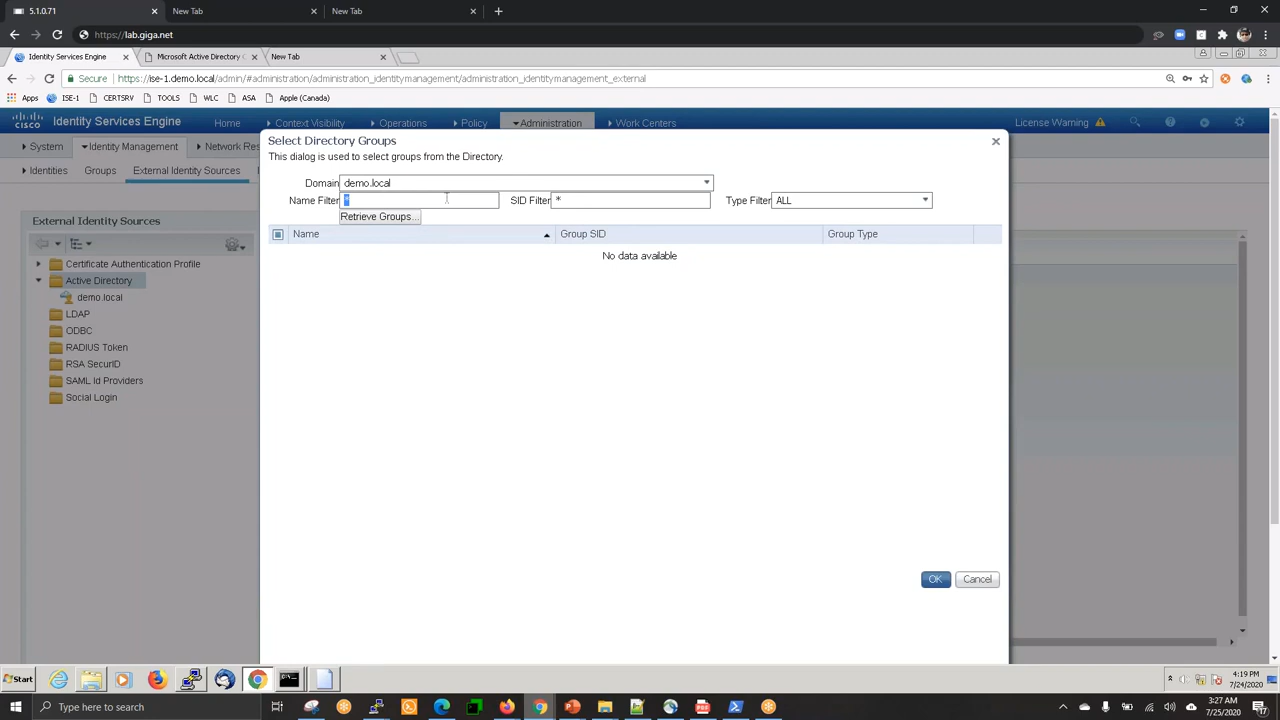 5.1.0.71
New Tab
New Tab
https://lab.giga.net
Identity Services Engine
Microsoft Active Directory
New Tab
Secure
https://ise-1.demo.local/admin/#administration/administration_identitymanagement/administration_identitymanagement_external
Apps
ISE-1
CERTSRV
TOOLS
WLC
ASA
Apple (Canada)
CISCO
Identity Services Engine
Home
Context Visibility
Operations
Policy
Administration
Work Centers
License Warning
System
Identity Management
Network Res
Identities
Groups
External Identity Sources
Select Directory Groups
This dialog is used to select groups from the Directory.
Domain
demo.local
Name Filter
*
SID Filter
*
Type Filter
ALL
Retrieve Groups...
Name
Group SID
Group Type
No data available
External Identity Sources
Certificate Authentication Profile
Active Directory
demo.local
LDAP
ODBC
RADIUS Token
RSA SecurID
SAML Id Providers
Social Login
OK
Cancel
Start
4:19 PM
7/24/2020
Type here to search
3:27 AM
7/25/2020